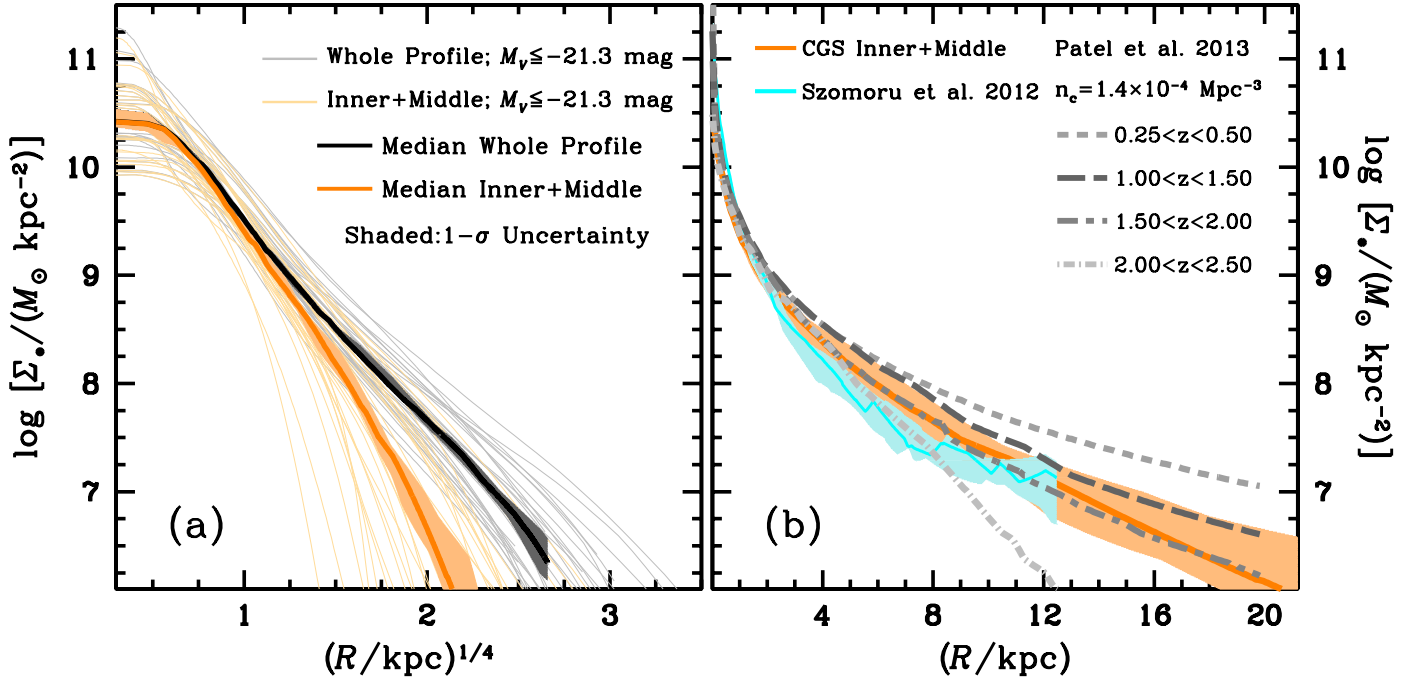 11
10
9
8
7
log [Σ⁎/(M⊙ kpc⁻²)]
Whole Profile; M_V≤−21.3 mag
Inner+Middle; M_V≤−21.3 mag
Median Whole Profile
Median Inner+Middle
Shaded:1−σ Uncertainty
(a)
1 2 3
(R/kpc)^1/4
CGS Inner+Middle
Szomoru et al. 2012
Patel et al. 2013
n_c=1.4×10⁻⁴ Mpc⁻³
0.25<z<0.50
1.00<z<1.50
1.50<z<2.00
2.00<z<2.50
(b)
4 8 12 16 20
(R/kpc)
11
10
9
8
7
log [Σ⁎/(M⊙ kpc⁻²)]